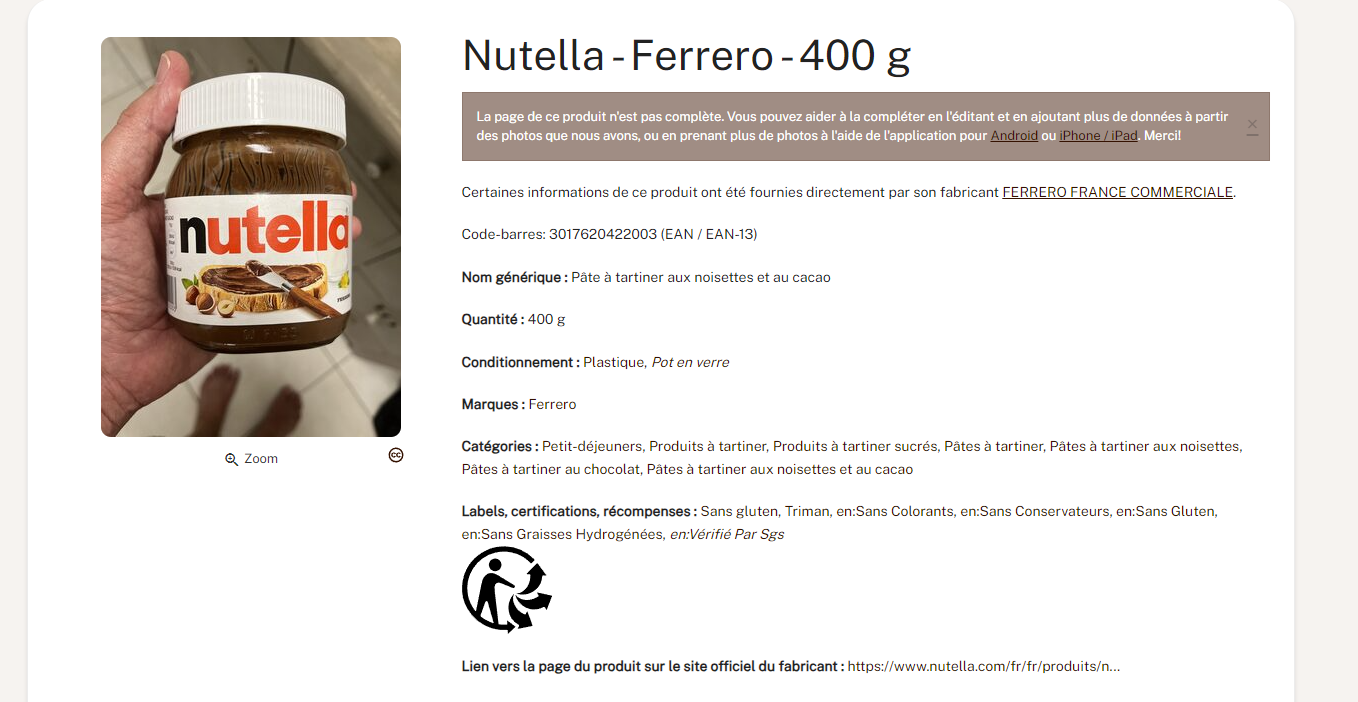 Nutella - Ferrero - 400 g
La page de ce produit n'est pas complète. Vous pouvez aider à la compléter en l'éditant et en ajoutant plus de données à partir
des photos que nous avons, ou en prenant plus de photos à l'aide de l'application pour Android ou iPhone / iPad. Merci!
×
Certaines informations de ce produit ont été fournies directement par son fabricant FERRERO FRANCE COMMERCIALE.
Code-barres: 3017620422003 (EAN / EAN-13)
Nom générique : Pâte à tartiner aux noisettes et au cacao
Quantité : 400 g
Conditionnement : Plastique, Pot en verre
Marques : Ferrero
Catégories : Petit-déjeuners, Produits à tartiner, Produits à tartiner sucrés, Pâtes à tartiner, Pâtes à tartiner aux noisettes,
Pâtes à tartiner au chocolat, Pâtes à tartiner aux noisettes et au cacao
Labels, certifications, récompenses : Sans gluten, Triman, en:Sans Colorants, en:Sans Conservateurs, en:Sans Gluten,
en:Sans Graisses Hydrogénées, en:Vérifié Par Sgs
Lien vers la page du produit sur le site officiel du fabricant : https://www.nutella.com/fr/fr/produits/n...
nutella
Zoom
cc